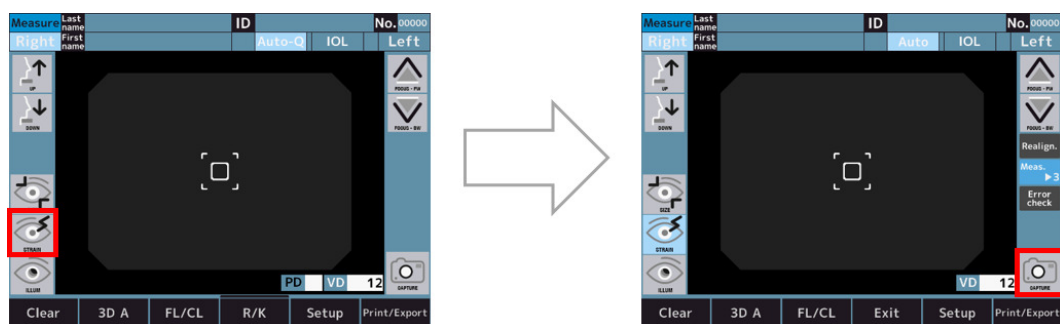 Measure Last name ID No. 00000
Right First name Auto-Q IOL Left
UP
FOCUS - FW
DOWN
FOCUS - BW
STRAIN
ILLUM
PD VD 12
CAPTURE
Clear 3D A FL/CL R/K Setup Print/Export
Measure Last name ID No. 00000
Right First name Auto IOL Left
UP
FOCUS - FW
DOWN
FOCUS - BW
Realign.
Meas.
▶3
Error
check
SIZE
STRAIN
ILLUM
VD 12
CAPTURE
Clear 3D A FL/CL Exit Setup Print/Export